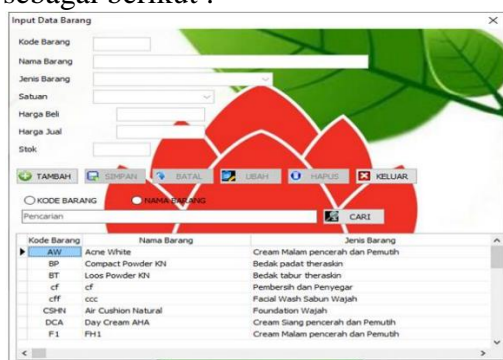 sebagai berikut :
Input Data Barang
Kode Barang
Nama Barang
Jenis Barang
Satuan
Harga Beli
Harga Jual
Stok
TAMBAH SIMPAN BATAL UBAH HAPUS KELUAR
KODE BARANG NAMA BARANG
Pencarian CARI
Kode Barang Nama Barang Jenis Barang
AW Acne White Cream Malam pencerah dan Pemutih
BP Compact Powder KN Bedak padat theraskin
BT Loos Powder KN Bedak tabur theraskin
cf cf Pembersih dan Penyegar
cff ccc Facial Wash Sabun Wajah
CSHN Air Cushion Natural Foundation Wajah
DCA Day Cream AHA Cream Siang pencerah dan Pemutih
F1 FH1 Cream Malam pencerah dan Pemutih